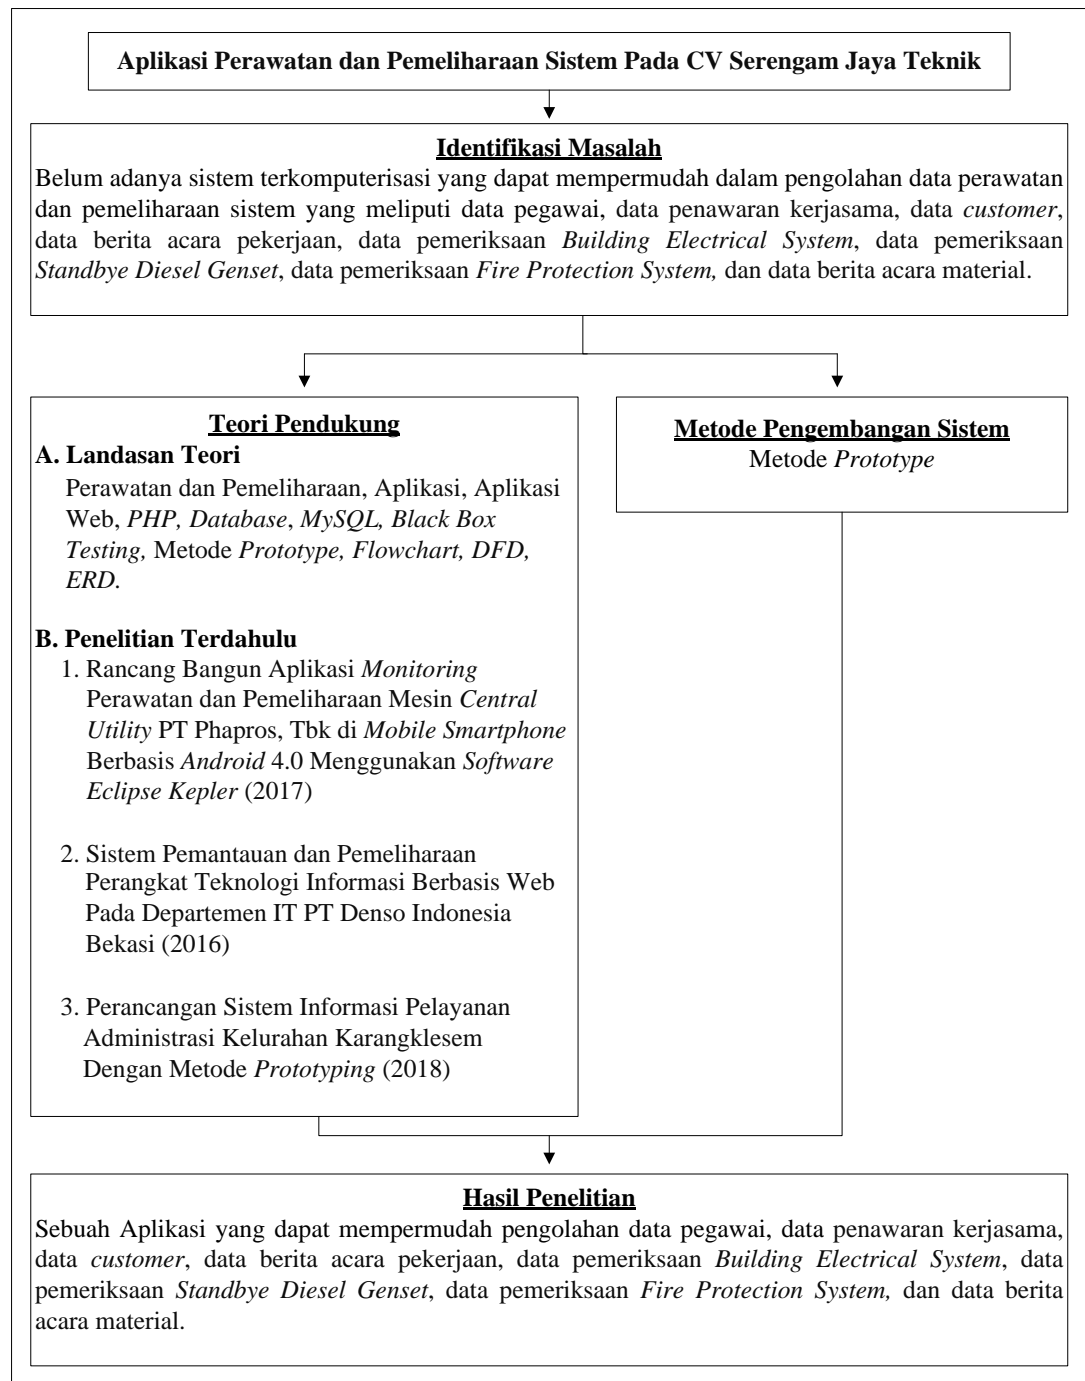 Aplikasi Perawatan dan Pemeliharaan Sistem Pada CV Serengam Jaya Teknik
Identifikasi Masalah
Belum adanya sistem terkomputerisasi yang dapat mempermudah dalam pengolahan data perawatan
dan pemeliharaan sistem yang meliputi data pegawai, data penawaran kerjasama, data customer,
data berita acara pekerjaan, data pemeriksaan Building Electrical System, data pemeriksaan
Standbye Diesel Genset, data pemeriksaan Fire Protection System, dan data berita acara material.
Teori Pendukung
A. Landasan Teori
Perawatan dan Pemeliharaan, Aplikasi, Aplikasi
Web, PHP, Database, MySQL, Black Box
Testing, Metode Prototype, Flowchart, DFD,
ERD.
B. Penelitian Terdahulu
1. Rancang Bangun Aplikasi Monitoring
Perawatan dan Pemeliharaan Mesin Central
Utility PT Phapros, Tbk di Mobile Smartphone
Berbasis Android 4.0 Menggunakan Software
Eclipse Kepler (2017)
2. Sistem Pemantauan dan Pemeliharaan
Perangkat Teknologi Informasi Berbasis Web
Pada Departemen IT PT Denso Indonesia
Bekasi (2016)
3. Perancangan Sistem Informasi Pelayanan
Administrasi Kelurahan Karangklesem
Dengan Metode Prototyping (2018)
Metode Pengembangan Sistem
Metode Prototype
Hasil Penelitian
Sebuah Aplikasi yang dapat mempermudah pengolahan data pegawai, data penawaran kerjasama,
data customer, data berita acara pekerjaan, data pemeriksaan Building Electrical System, data
pemeriksaan Standbye Diesel Genset, data pemeriksaan Fire Protection System, dan data berita
acara material.